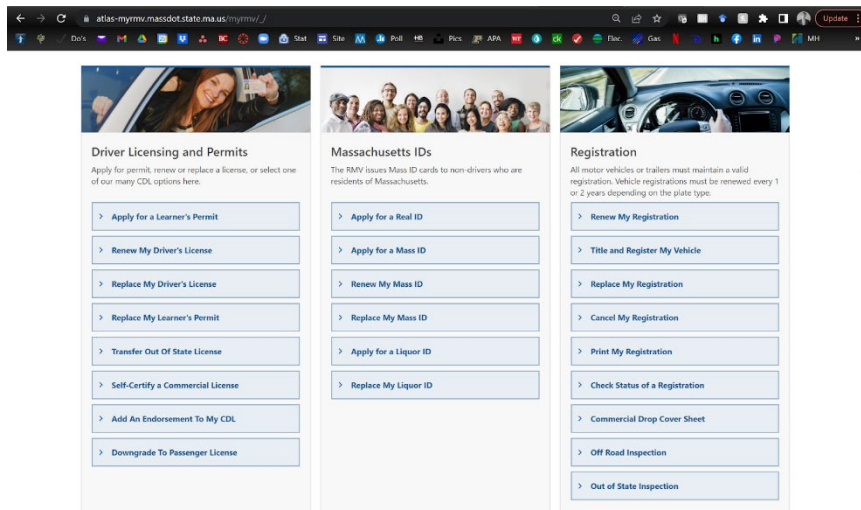 atlas-myrmv.massdot.state.ma.us/myrmv/_/
Update
Do's
BC
Stat
Site
Poll
HB
Pics
APA
WT
ck
Elec.
Gas
N
h
in
MH
»
Driver Licensing and Permits
Apply for permit, renew or replace a license, or select one
of our many CDL options here.
Apply for a Learner's Permit
Renew My Driver's License
Replace My Driver's License
Replace My Learner's Permit
Transfer Out Of State License
Self-Certify a Commercial License
Add An Endorsement To My CDL
Downgrade To Passenger License
Massachusetts IDs
The RMV issues Mass ID cards to non-drivers who are
residents of Massachusetts.
Apply for a Real ID
Apply for a Mass ID
Renew My Mass ID
Replace My Mass ID
Apply for a Liquor ID
Replace My Liquor ID
Registration
All motor vehicles or trailers must maintain a valid
registration. Vehicle registrations must be renewed every 1
or 2 years depending on the plate type.
Renew My Registration
Title and Register My Vehicle
Replace My Registration
Cancel My Registration
Print My Registration
Check Status of a Registration
Commercial Drop Cover Sheet
Off Road Inspection
Out of State Inspection